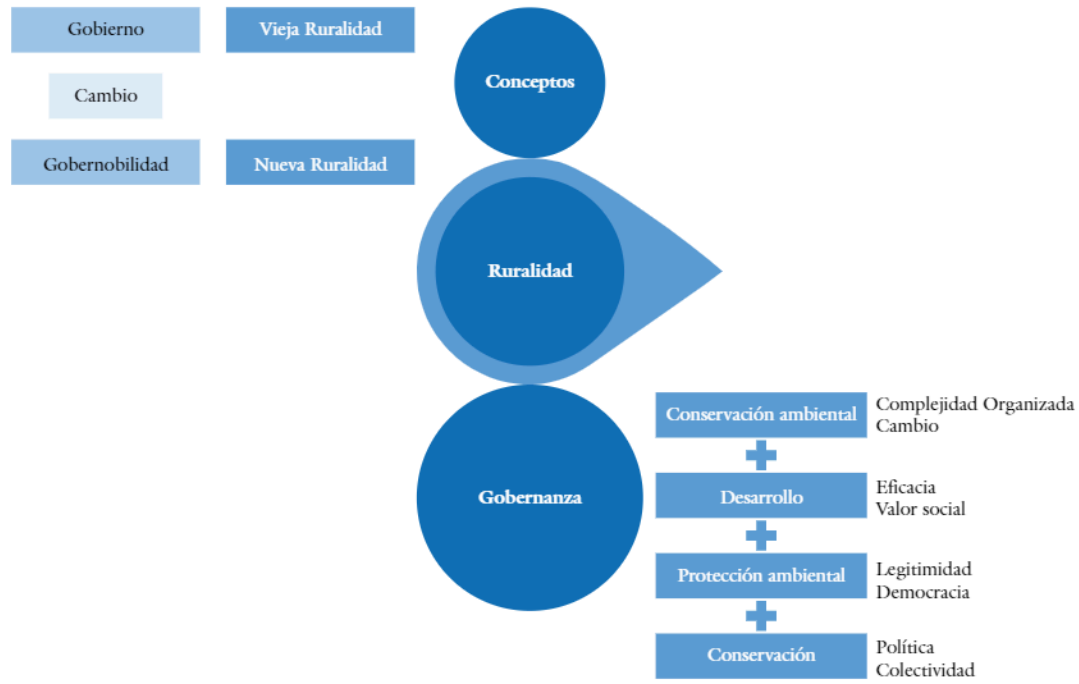 Gobierno
Vieja Ruralidad
Conceptos
Cambio
Gobernobilidad
Nueva Ruralidad
Ruralidad
Gobernanza
Conservación ambiental
Complejidad Organizada
Cambio
Desarrollo
Eficacia
Valor social
Protección ambiental
Legitimidad
Democracia
Conservación
Política
Colectividad